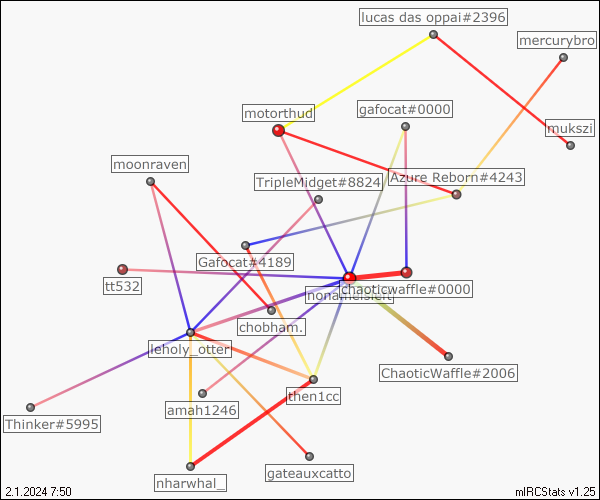 lucas das oppai#2396
mercurybro
motorthud
gafocat#0000
mukszi
moonraven
TripleMidget#8824
Azure Reborn#4243
Gafocat#4189
tt532
chaoticwaffle#0000
chobham.
leholy_otter
ChaoticWaffle#2006
then1cc
amah1246
Thinker#5995
gateauxcatto
nharwhal_
2.1.2024 7:50
mIRCStats v1.25